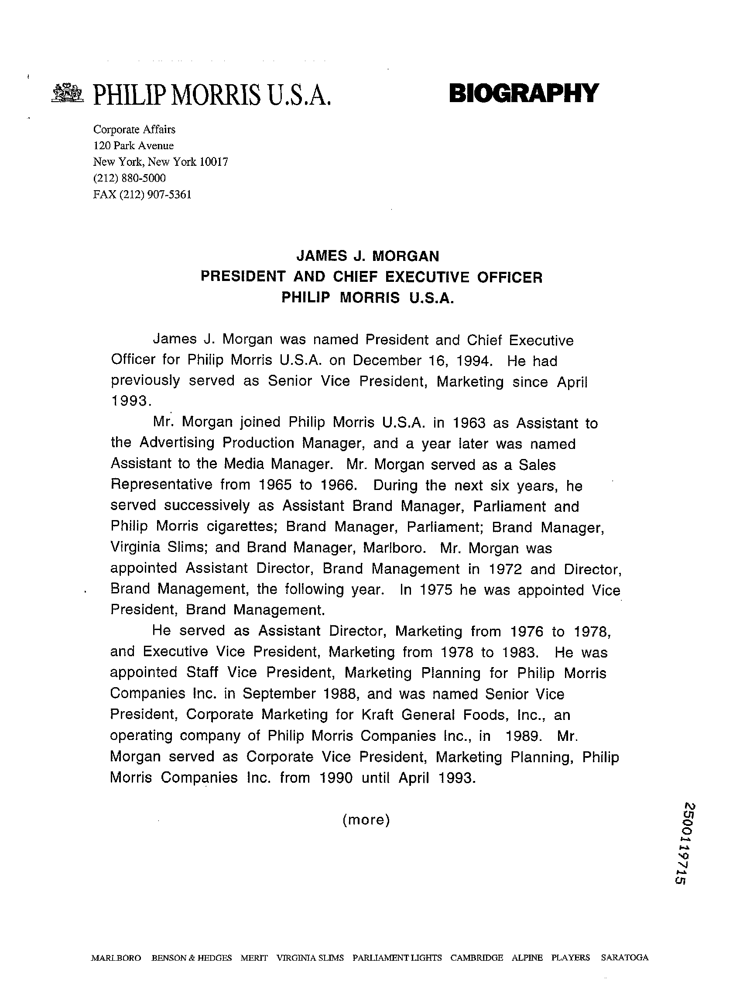 PHILIP MORRIS U.S.A. BIOGRAPHY
Corporate Affairs
120 Park Avenue
New York, New York 10017
(212) 880-5000
FAX (212) 907-5361
JAMES J. MORGAN
PRESIDENT AND CHIEF EXECUTIVE OFFICER
PHILIP MORRIS U.S.A.
James J. Morgan was named President and Chief Executive
Officer for Philip Morris U.S.A. on December 16, 1994. He had
previously served as Senior Vice President, Marketing since April
1993.
Mr. Morgan joined Philip Morris U.S.A. in 1963 as Assistant to
the Advertising Production Manager, and a year later was named
Assistant to the Media Manager. Mr. Morgan served as a Sales
Representative from 1965 to 1966. During the next six years, he
served successively as Assistant Brand Manager, Parliament and
Philip Morris cigarettes; Brand Manager, Parliament; Brand Manager,
Virginia Slims; and Brand Manager, Marlboro. Mr. Morgan was
appointed Assistant Director, Brand Management in 1972 and Director,
Brand Management, the following year. In 1975 he was appointed Vice
President, Brand Management.
He served as Assistant Director, Marketing from 1976 to 1978,
and Executive Vice President, Marketing from 1978 to 1983. He was
appointed Staff Vice President, Marketing Planning for Philip Morris
Companies Inc. in September 1988, and was named Senior Vice
President, Corporate Marketing for Kraft General Foods, Inc., an
operating company of Philip Morris Companies Inc., in 1989. Mr.
Morgan served as Corporate Vice President, Marketing Planning, Philip
Morris Companies Inc. from 1990 until April 1993.
(more)
2500119715
MARLBORO BENSON & HEDGES MERIT VIRGINIA SLIMS PARLIAMENT LIGHTS CAMBRIDGE ALPINE PLAYERS SARATOGA